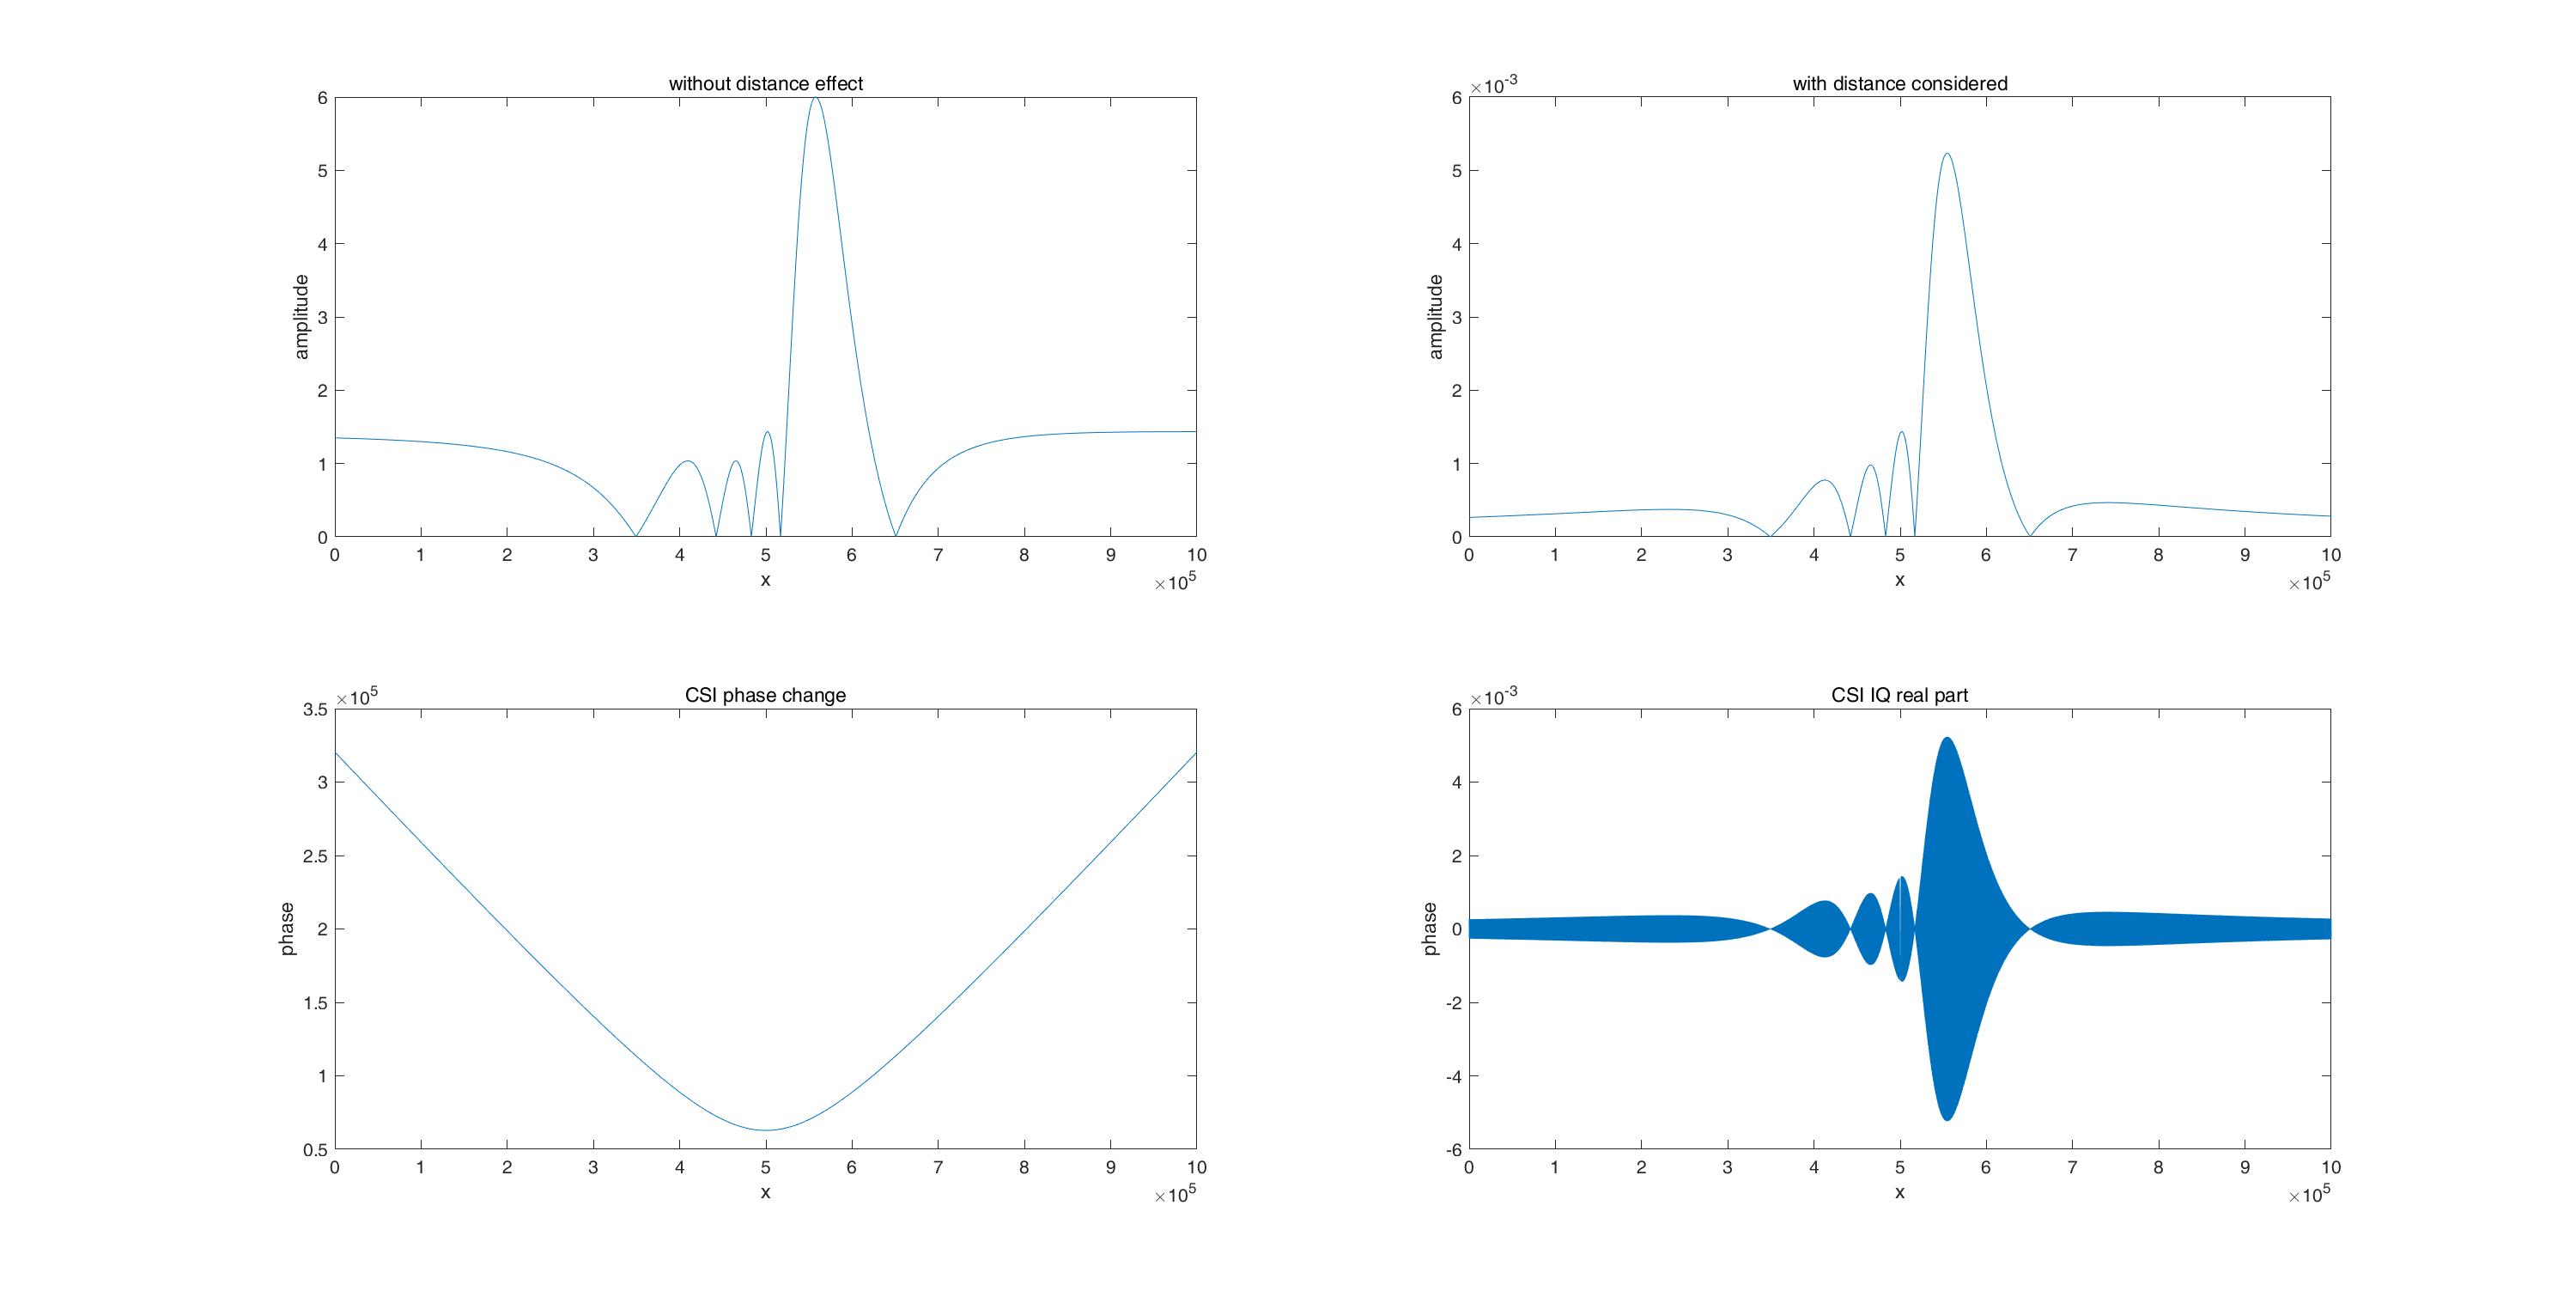 without distance effect
6
5
4
3
2
1
0
amplitude
0 1 2 3 4 5 6 7 8 9 10
x
×10^5
with distance considered
×10^-3
6
5
4
3
2
1
0
amplitude
0 1 2 3 4 5 6 7 8 9 10
x
×10^5
CSI phase change
×10^5
3.5
3
2.5
2
1.5
1
0.5
phase
0 1 2 3 4 5 6 7 8 9 10
x
×10^5
CSI IQ real part
×10^-3
6
4
2
0
-2
-4
-6
phase
0 1 2 3 4 5 6 7 8 9 10
x
×10^5